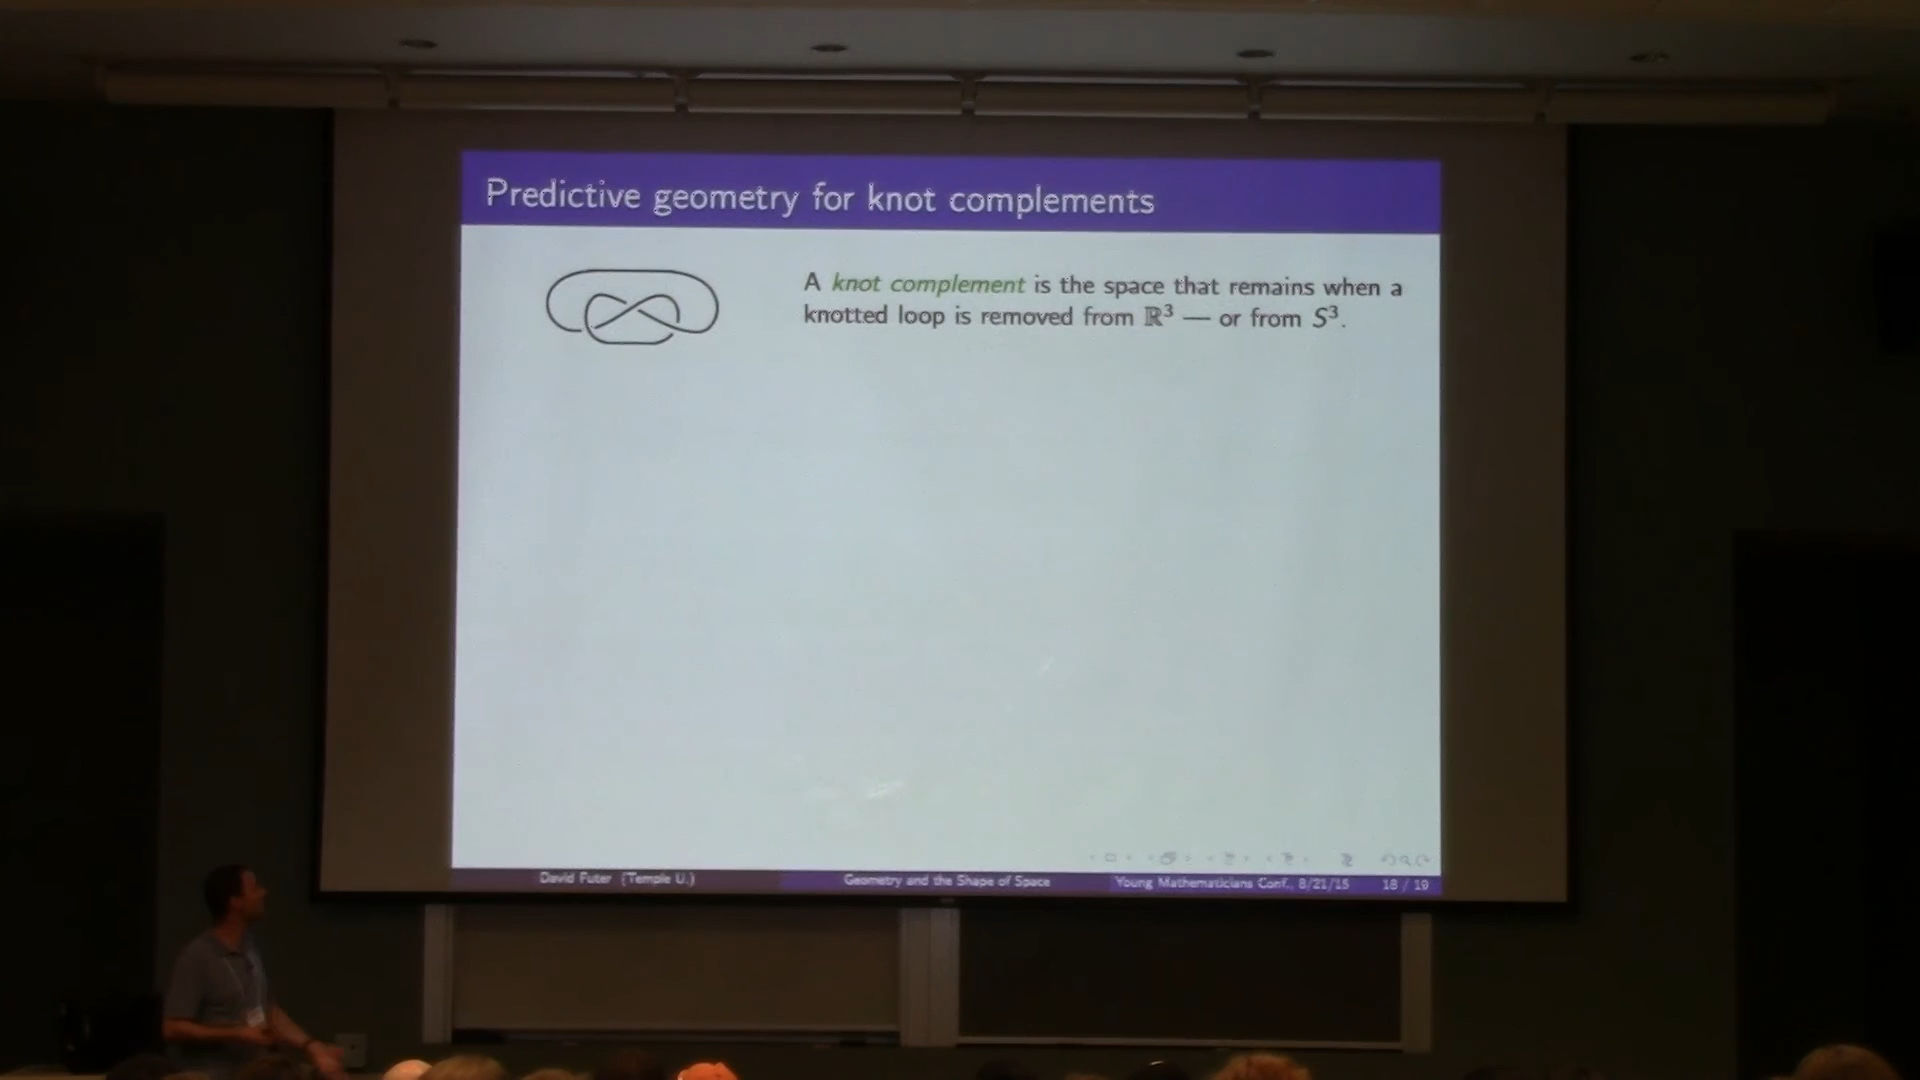 Predictive geometry for knot complements
A knot complement is the space that remains when a
knotted loop is removed from ℝ³ — or from S³.
David Futer (Temple U.) Geometry and the Shape of Space Young Mathematicians Conf., 8/21/15 18 / 19